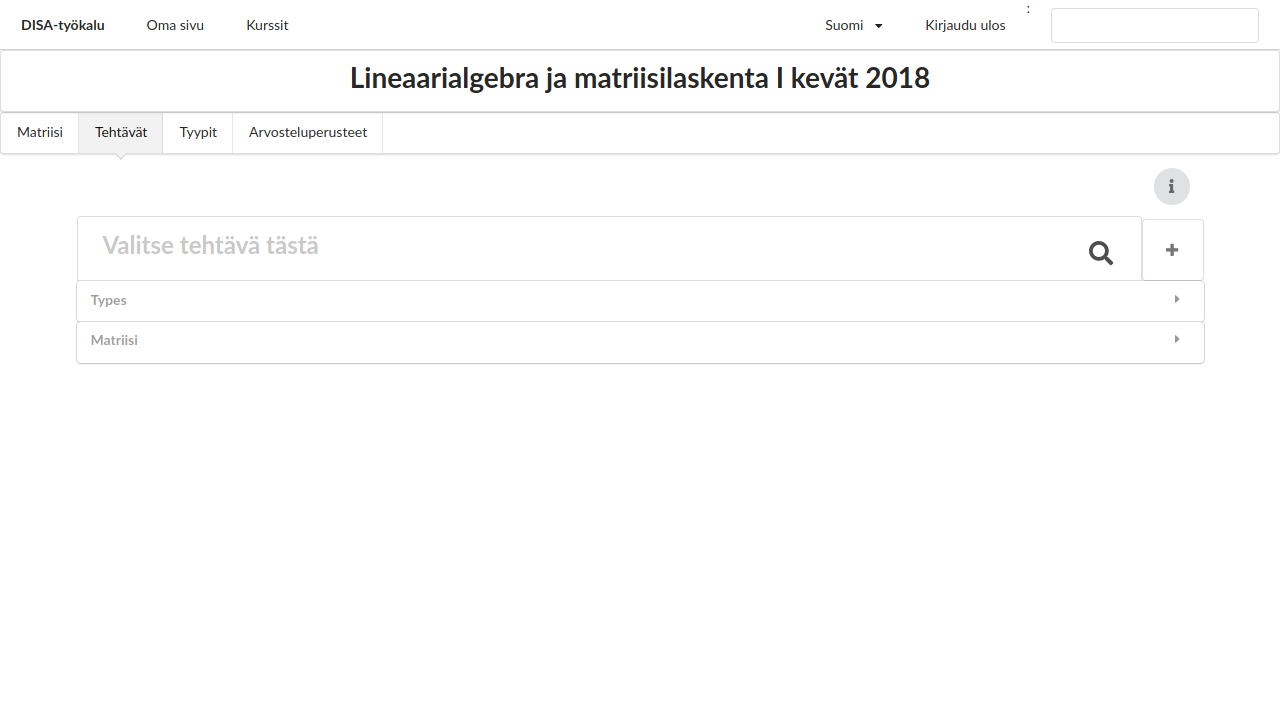 DISA-työkalu Oma sivu Kurssit Suomi Kirjaudu ulos :
Lineaarialgebra ja matriisilaskenta I kevät 2018
Matriisi Tehtävät Tyypit Arvosteluperusteet
Valitse tehtävä tästä
Types
Matriisi